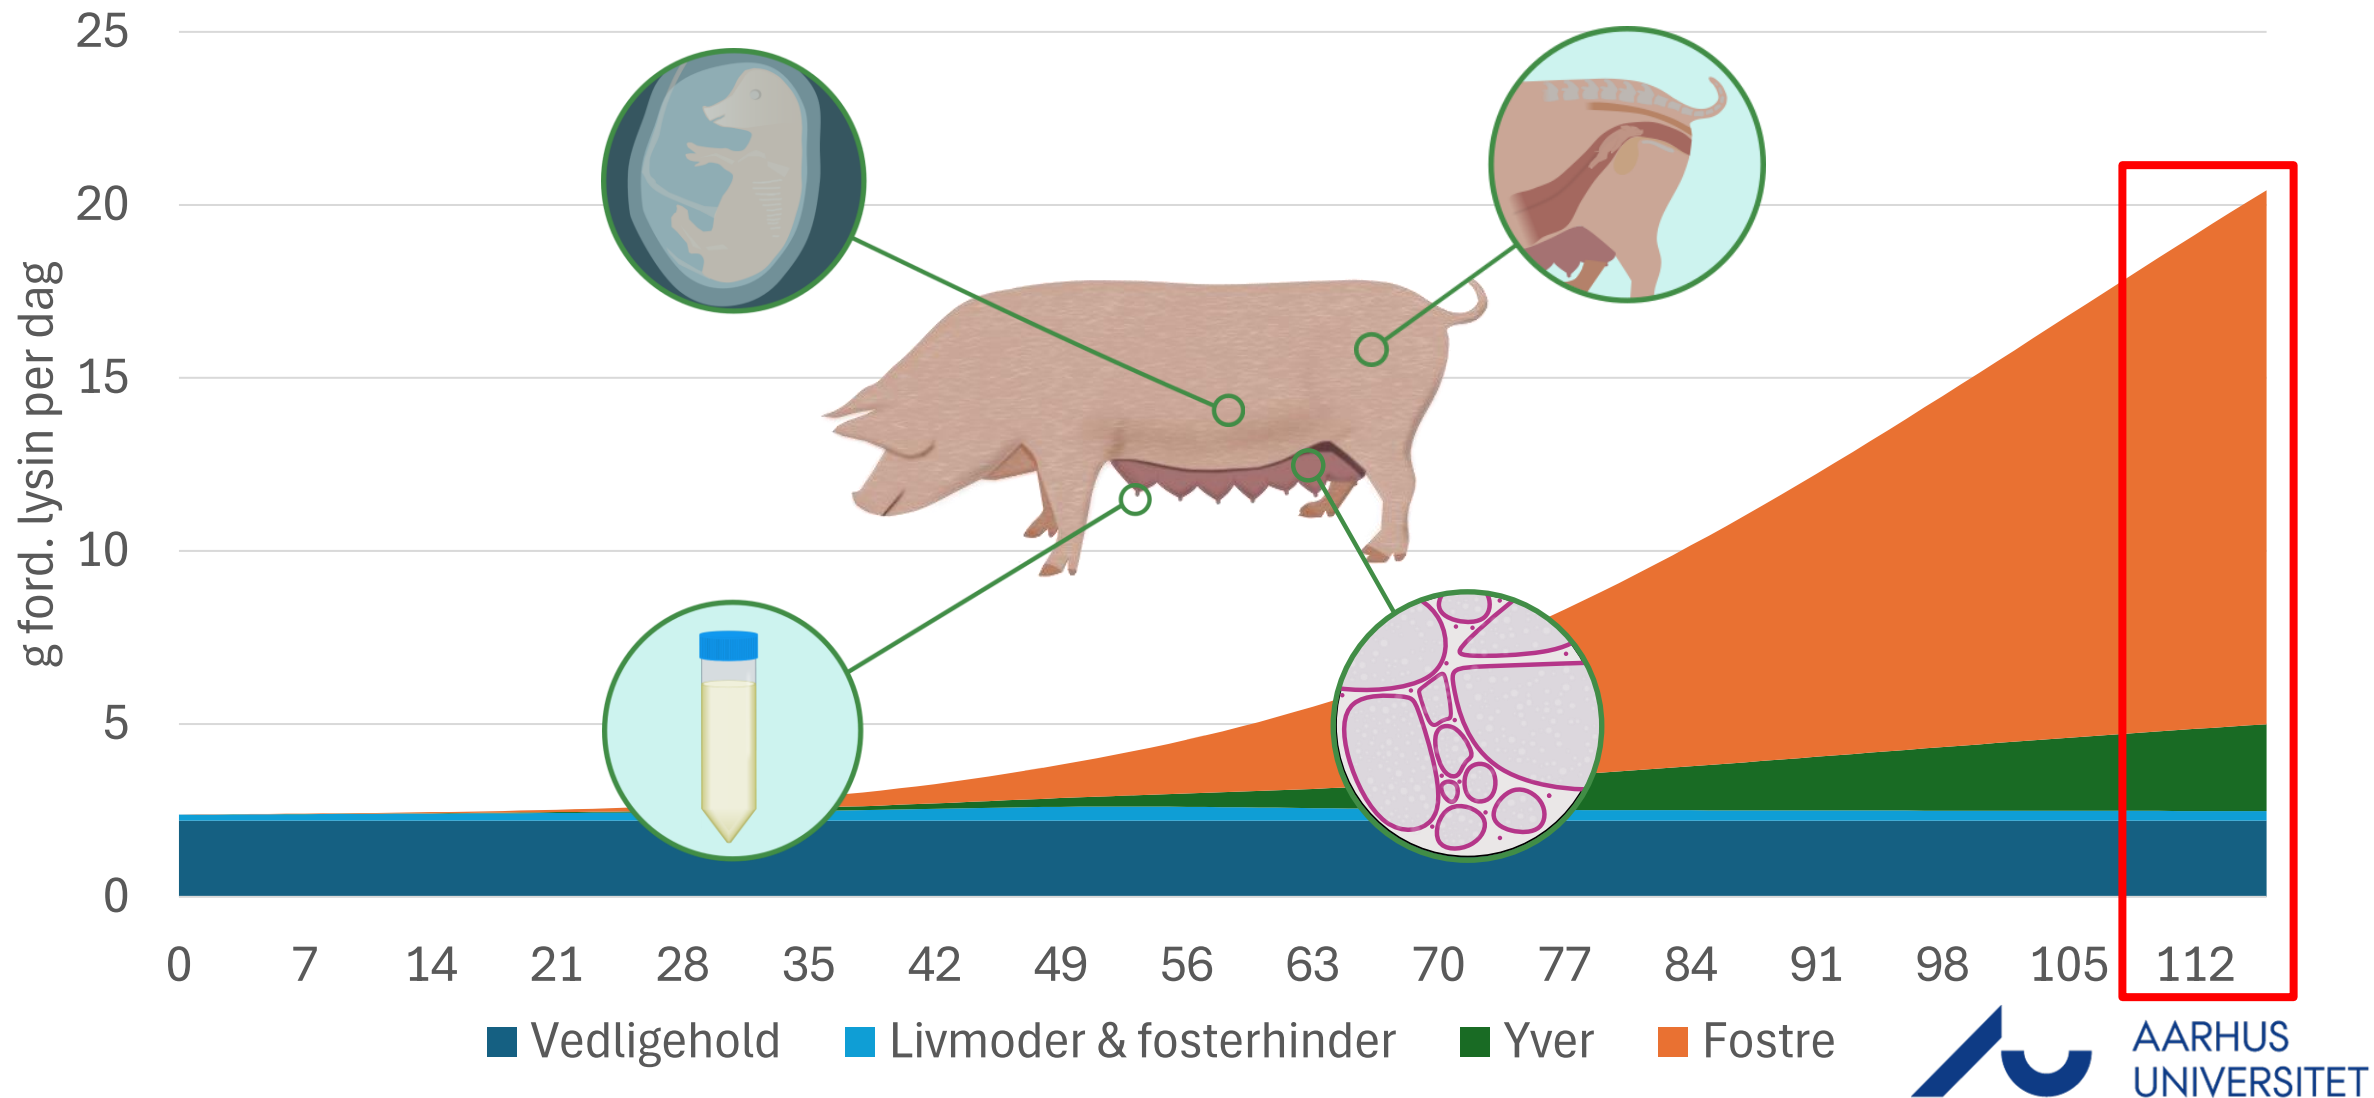 25
20
15
10
5
0
g ford. lysin per dag
0 7 14 21 28 35 42 49 56 63 70 77 84 91 98 105 112
Vedligehold Livmoder & fosterhinder Yver Fostre
AARHUS
UNIVERSITET